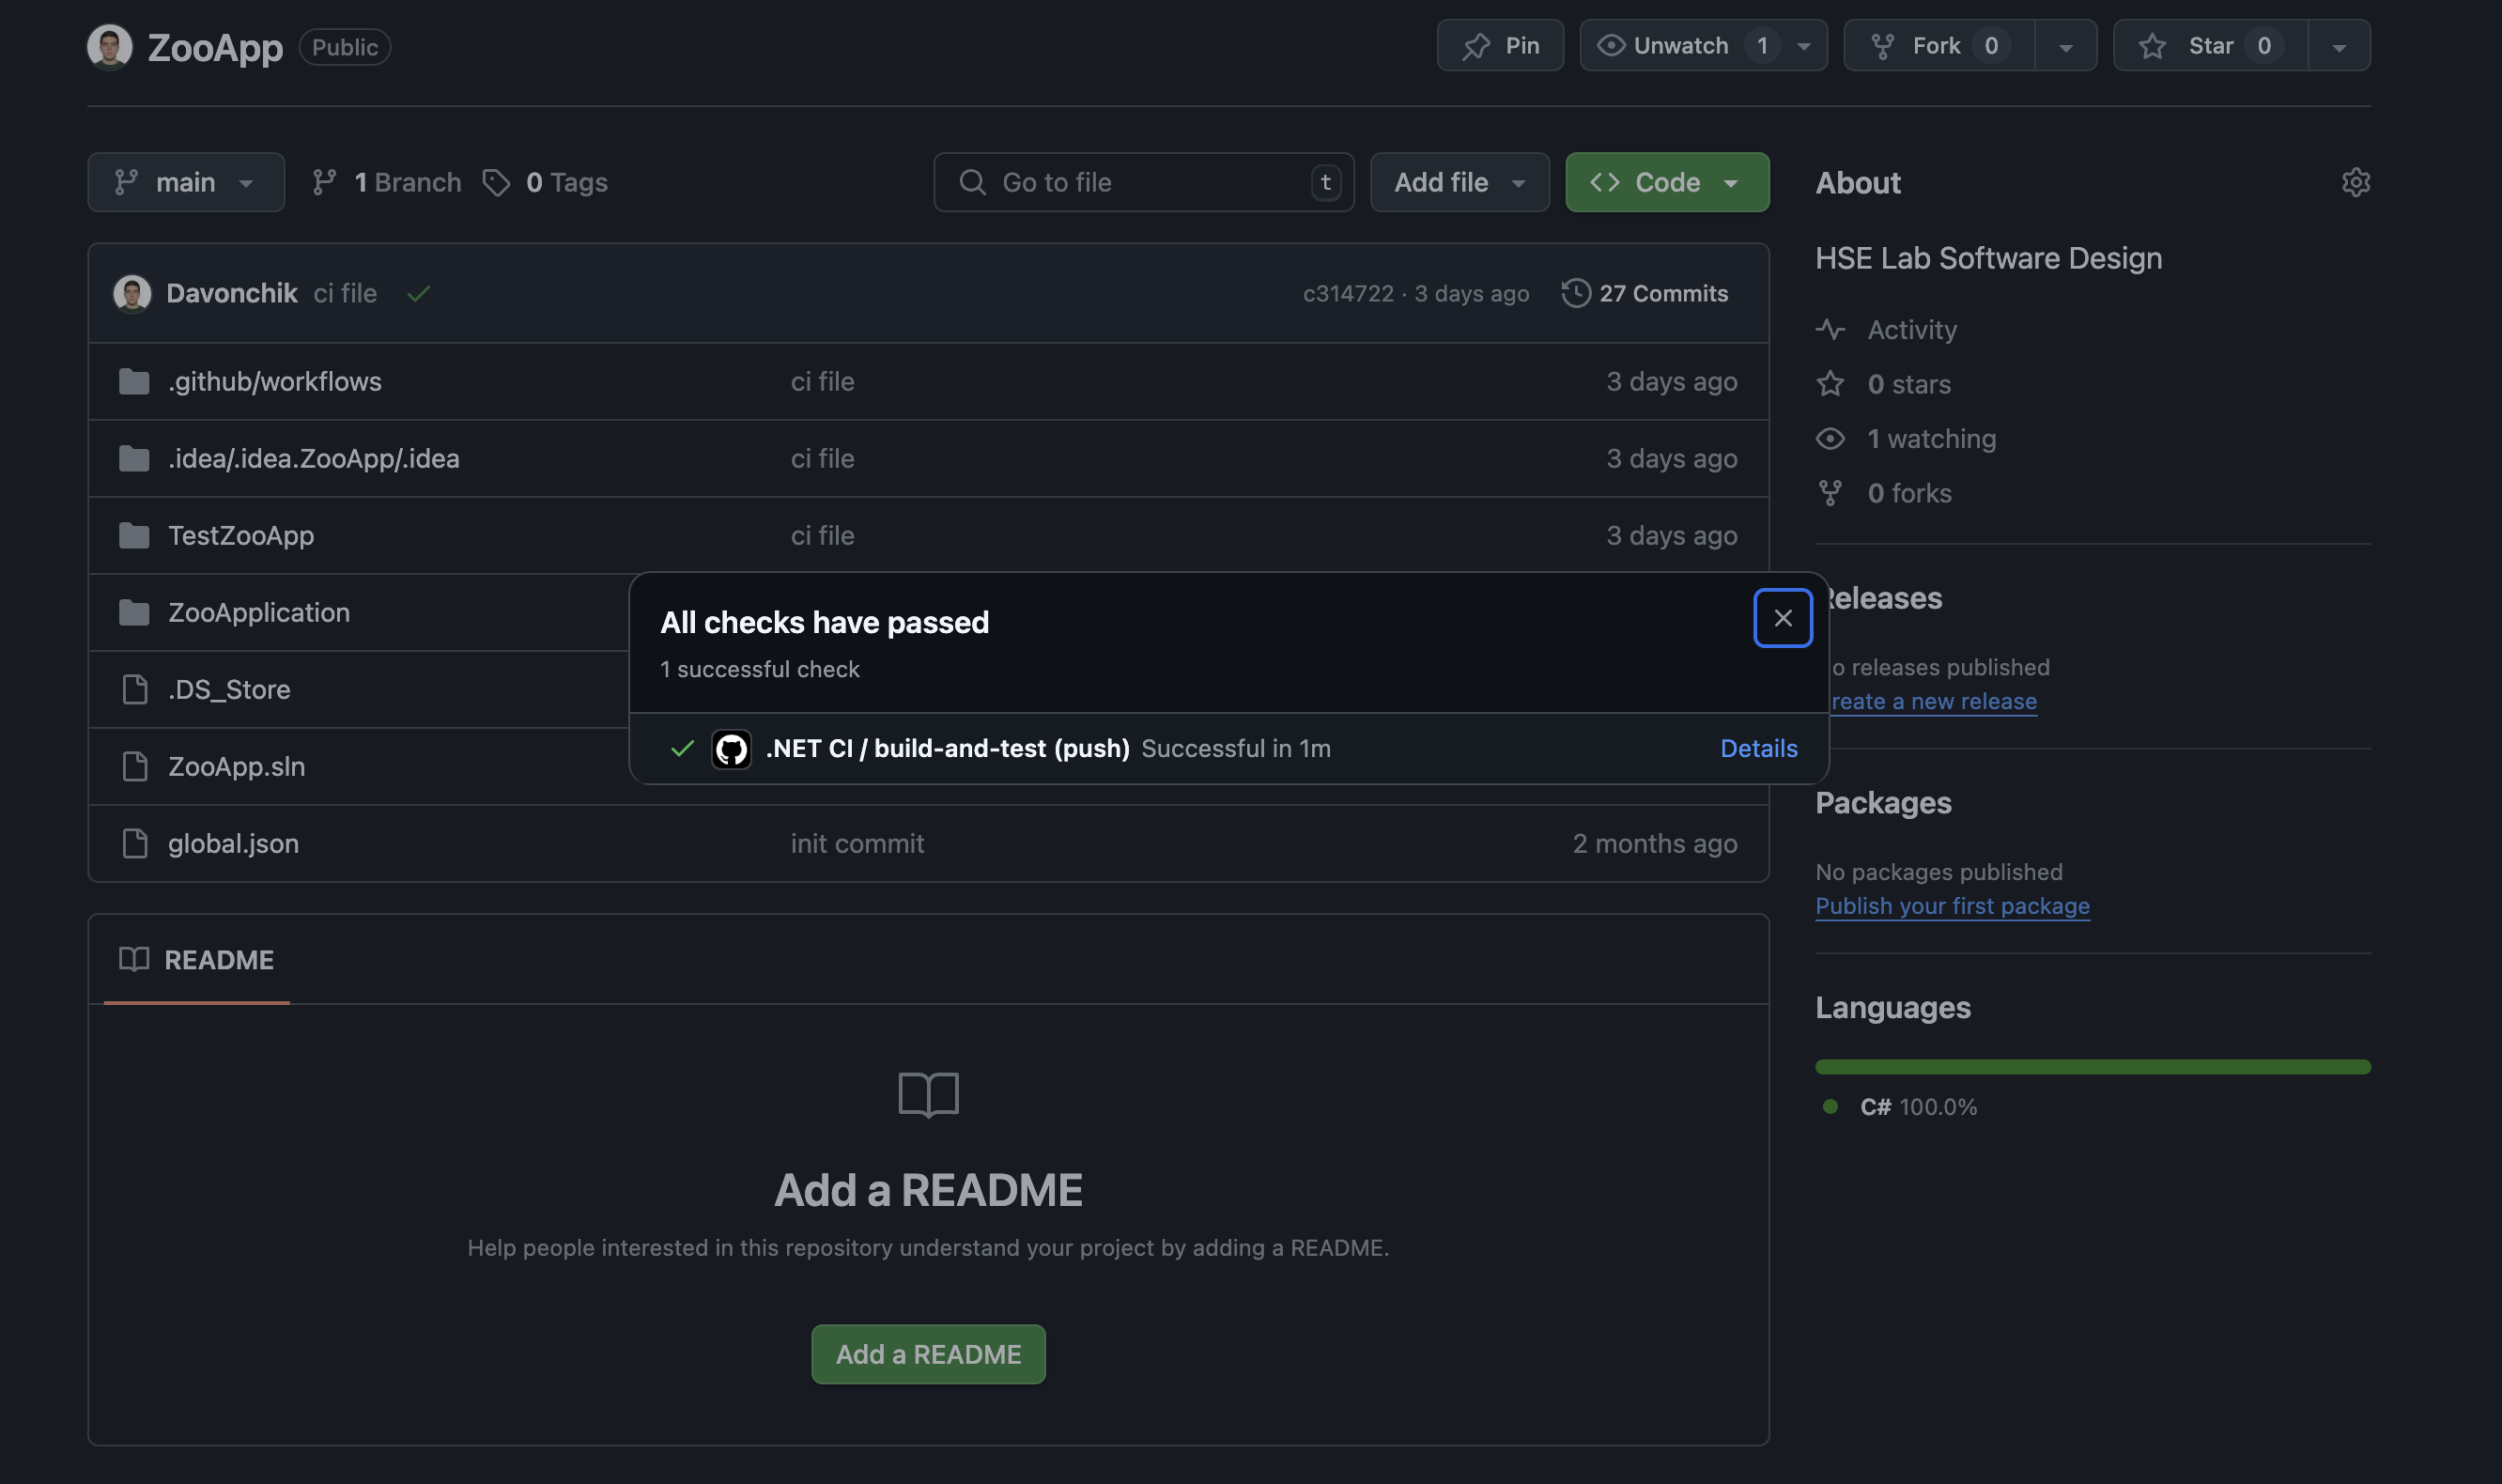 ZooApp Public Pin Unwatch 1 Fork 0 Star 0
main 1 Branch 0 Tags Go to file t Add file Code
Davonchik ci file c314722 · 3 days ago 27 Commits
.github/workflows ci file 3 days ago
.idea/.idea.ZooApp/.idea ci file 3 days ago
TestZooApp ci file 3 days ago
ZooApplication
.DS_Store
ZooApp.sln
global.json init commit 2 months ago
All checks have passed
1 successful check
.NET CI / build-and-test (push) Successful in 1m Details
README
Add a README
Help people interested in this repository understand your project by adding a README.
Add a README
About
HSE Lab Software Design
Activity
0 stars
1 watching
0 forks
eleases
o releases published
reate a new release
Packages
No packages published
Publish your first package
Languages
C# 100.0%